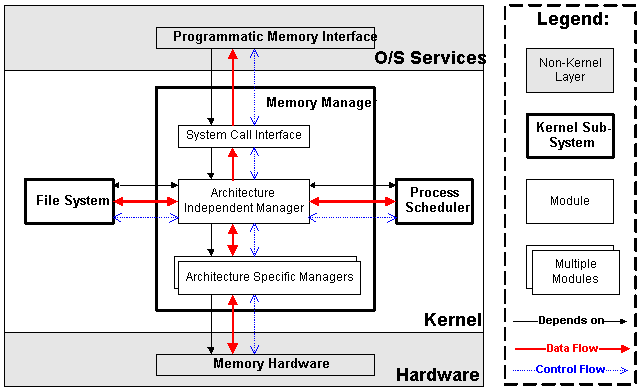 Programmatic Memory Interface
O/S Services
Memory Manager
System Call Interface
File System
Architecture
Independent Manager
Process
Scheduler
Architecture Specific Managers
Kernel
Memory Hardware
Hardware
Legend:
Non-Kernel
Layer
Kernel Sub-
System
Module
Multiple
Modules
Depends on
Data Flow
Control Flow